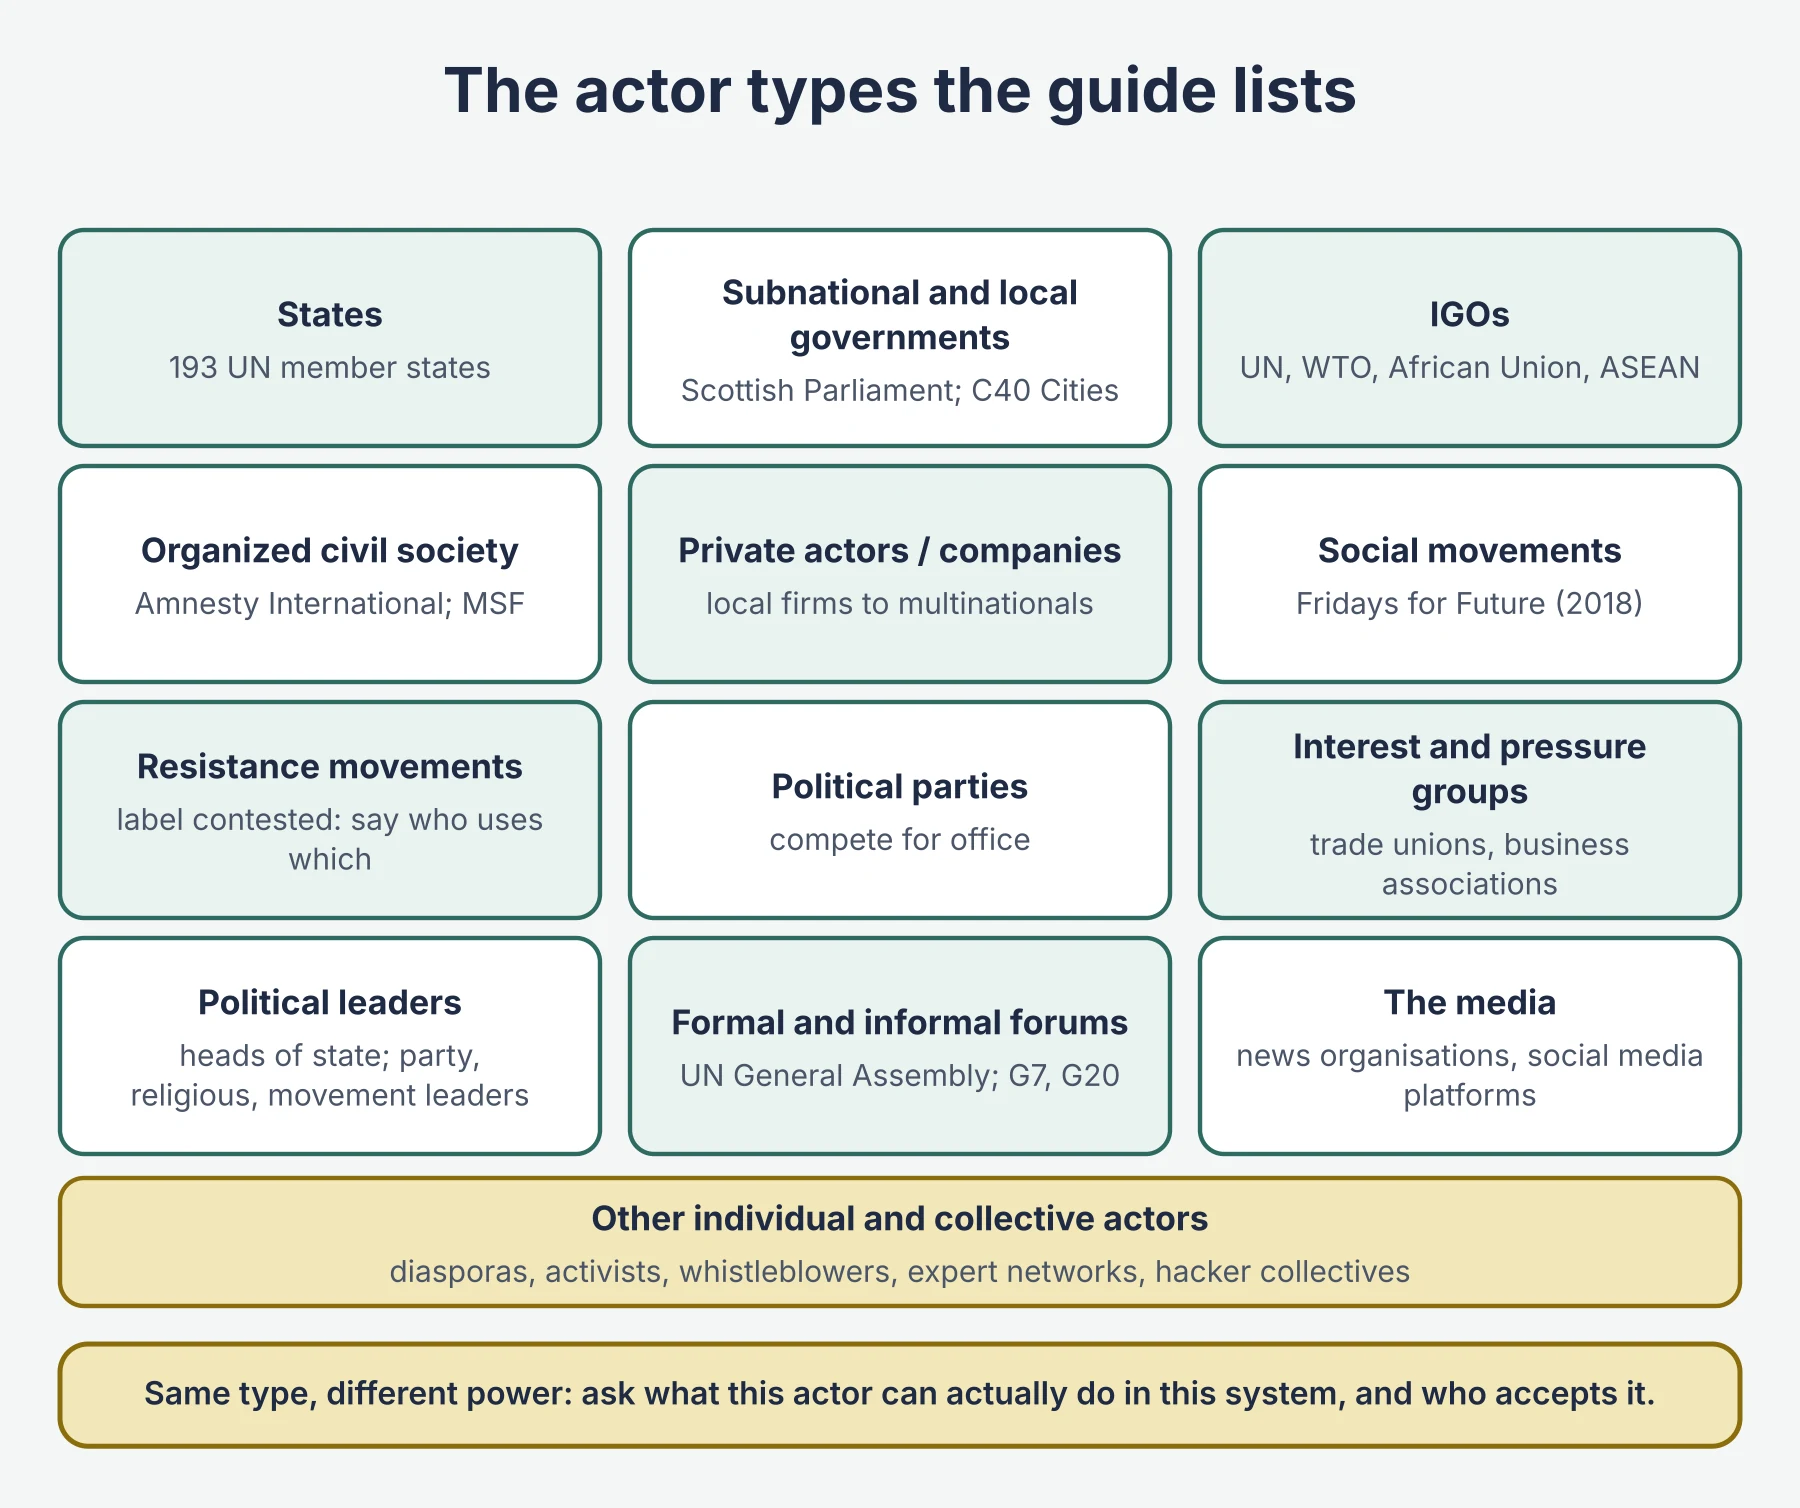 The actor types the guide lists
States
193 UN member states
Subnational and local
governments
Scottish Parliament; C40 Cities
IGOs
UN, WTO, African Union, ASEAN
Organized civil society
Amnesty International; MSF
Private actors / companies
local firms to multinationals
Social movements
Fridays for Future (2018)
Resistance movements
label contested: say who uses
which
Political parties
compete for office
Interest and pressure
groups
trade unions, business
associations
Political leaders
heads of state; party,
religious, movement leaders
Formal and informal forums
UN General Assembly; G7, G20
The media
news organisations, social media
platforms
Other individual and collective actors
diasporas, activists, whistleblowers, expert networks, hacker collectives
Same type, different power: ask what this actor can actually do in this system, and who accepts it.